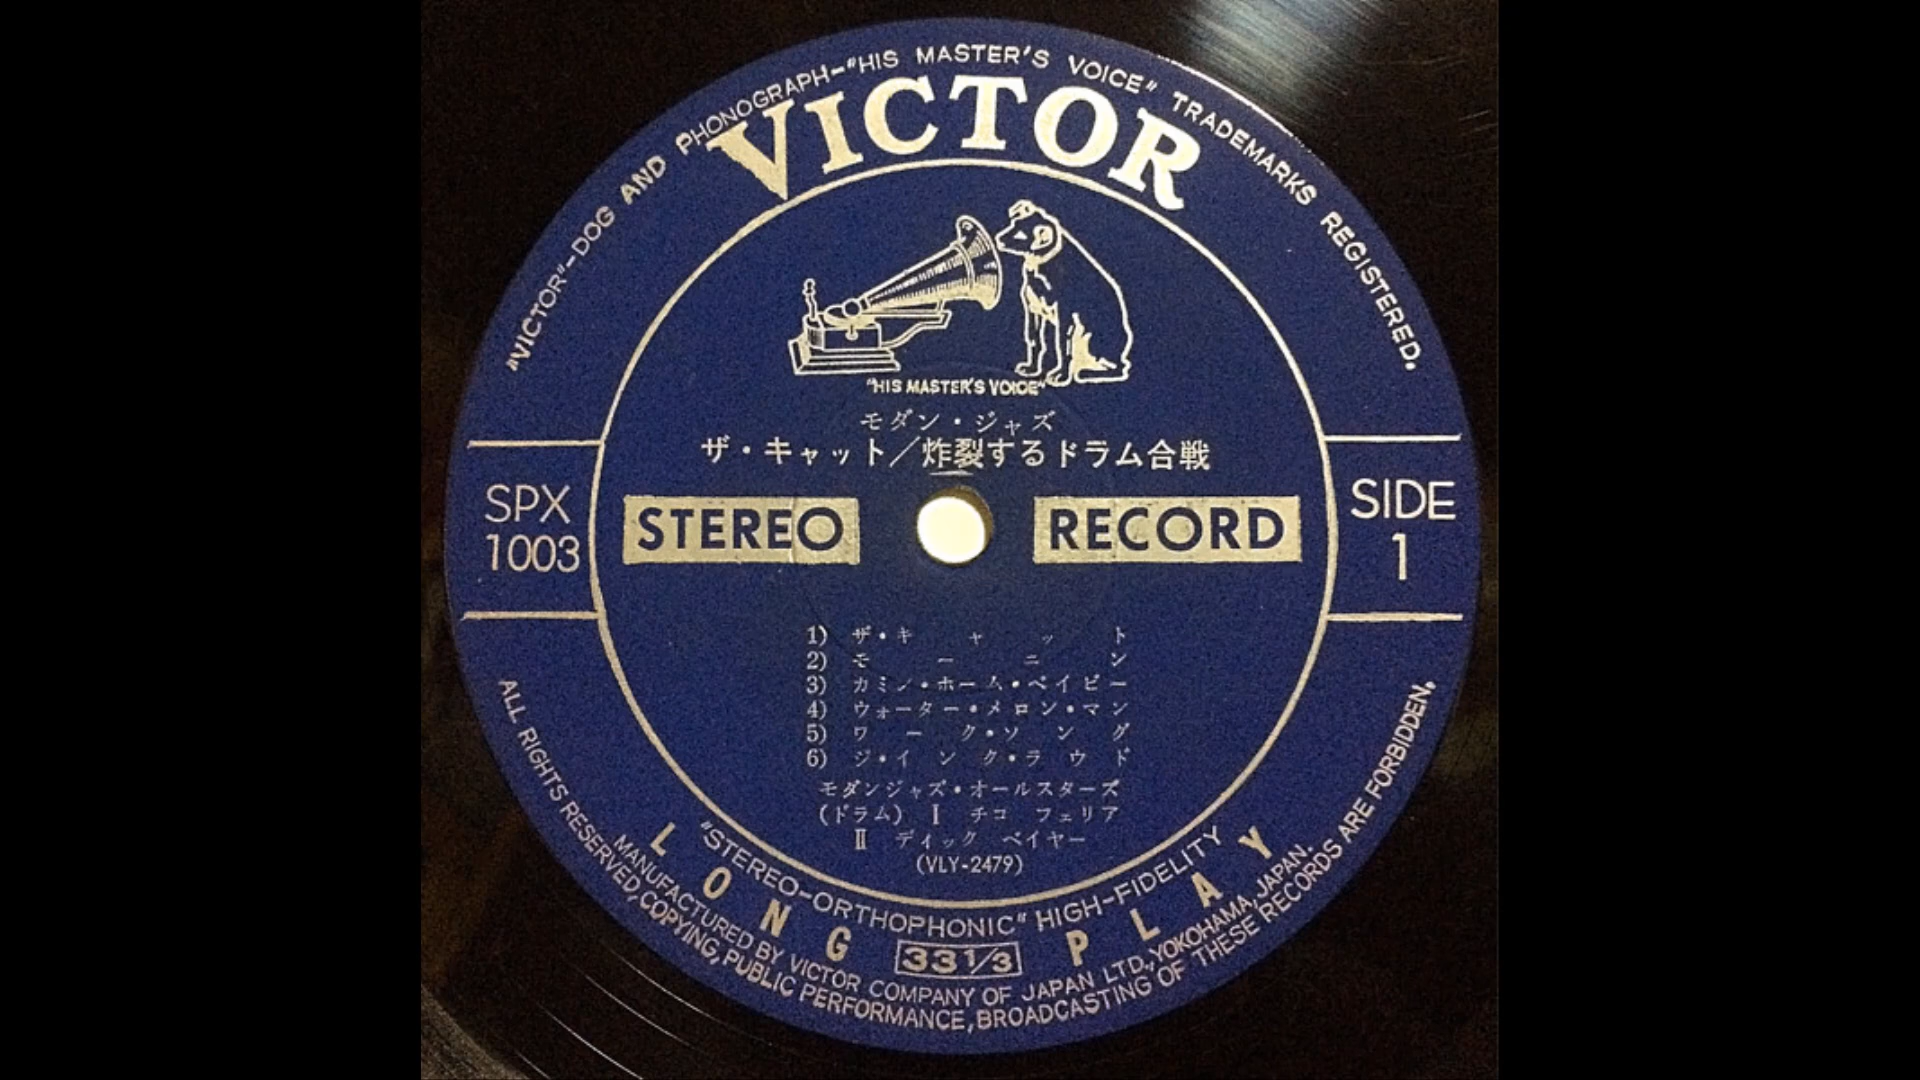 "VICTOR"-DOG AND PHONOGRAPH-"HIS MASTER'S VOICE" TRADEMARKS REGISTERED.
VICTOR
"HIS MASTER'S VOICE"
モダン・ジャズ
ザ・キャット/炸裂するドラム合戦
SPX
1003
STEREO RECORD
SIDE
1
1) ザ・キャット
2) モーニン
3) カミン・ホーム・ベイビー
4) ウォーター・メロン・マン
5) ワーク・ソング
6) ジ・イン・クラウド
モダンジャズ・オールスターズ
(ドラム) Ⅰ チコ フェリア
Ⅱ ディック ベイヤー
(VLY-2479)
"STEREO-ORTHOPHONIC" HIGH-FIDELITY
LONG 33 1/3 PLAY
MANUFACTURED BY VICTOR COMPANY OF JAPAN LTD., YOKOHAMA, JAPAN.
ALL RIGHTS RESERVED, COPYING, PUBLIC PERFORMANCE, BROADCASTING OF THESE RECORDS ARE FORBIDDEN.